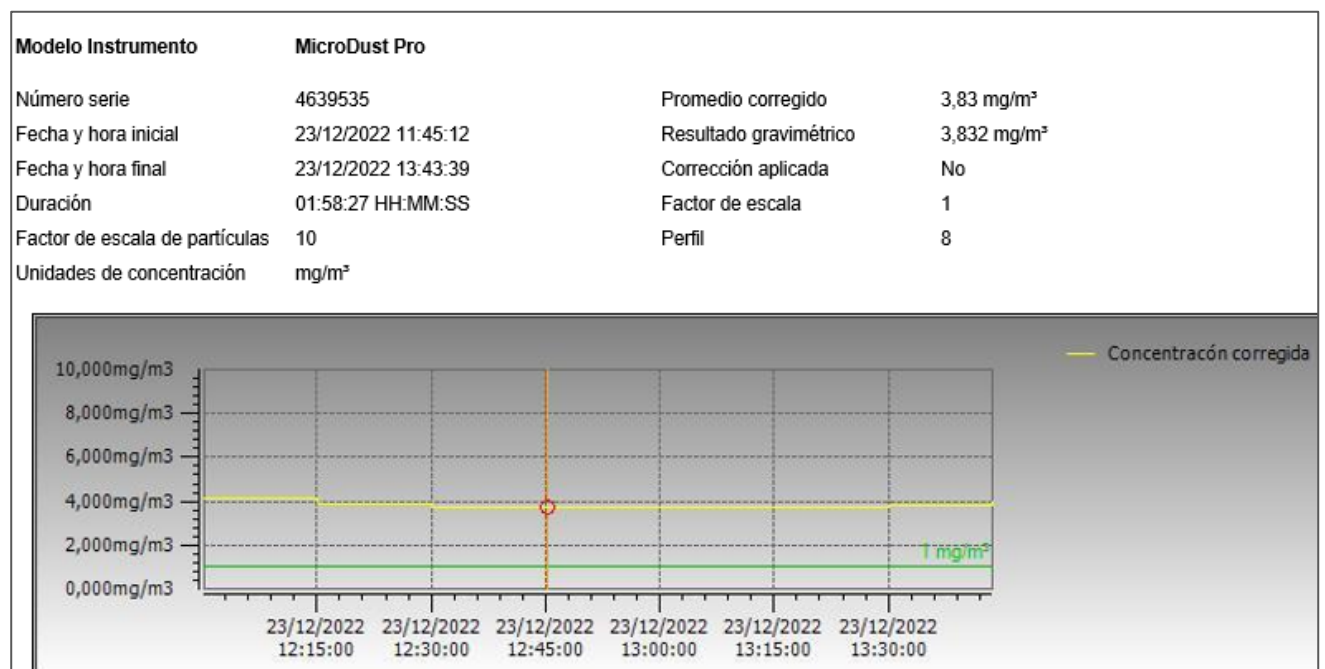 Modelo Instrumento MicroDust Pro
Número serie 4639535 Promedio corregido 3,83 mg/m³
Fecha y hora inicial 23/12/2022 11:45:12 Resultado gravimétrico 3,832 mg/m³
Fecha y hora final 23/12/2022 13:43:39 Corrección aplicada No
Duración 01:58:27 HH:MM:SS Factor de escala 1
Factor de escala de partículas 10 Perfil 8
Unidades de concentración mg/m³
Concentracón corregida
10,000mg/m3
8,000mg/m3
6,000mg/m3
4,000mg/m3
2,000mg/m3
1 mg/m³
0,000mg/m3
23/12/2022 23/12/2022 23/12/2022 23/12/2022 23/12/2022 23/12/2022
12:15:00 12:30:00 12:45:00 13:00:00 13:15:00 13:30:00